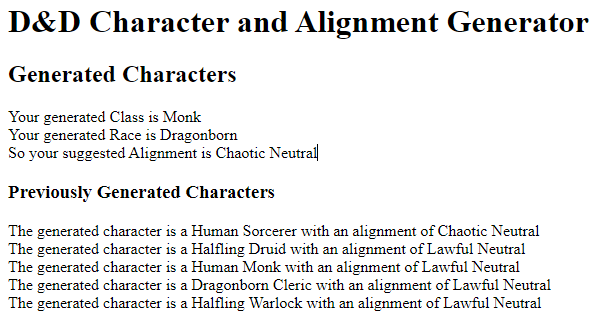 D&D Character and Alignment Generator
Generated Characters
Your generated Class is Monk
Your generated Race is Dragonborn
So your suggested Alignment is Chaotic Neutral
Previously Generated Characters
The generated character is a Human Sorcerer with an alignment of Chaotic Neutral
The generated character is a Halfling Druid with an alignment of Lawful Neutral
The generated character is a Human Monk with an alignment of Lawful Neutral
The generated character is a Dragonborn Cleric with an alignment of Lawful Neutral
The generated character is a Halfling Warlock with an alignment of Lawful Neutral